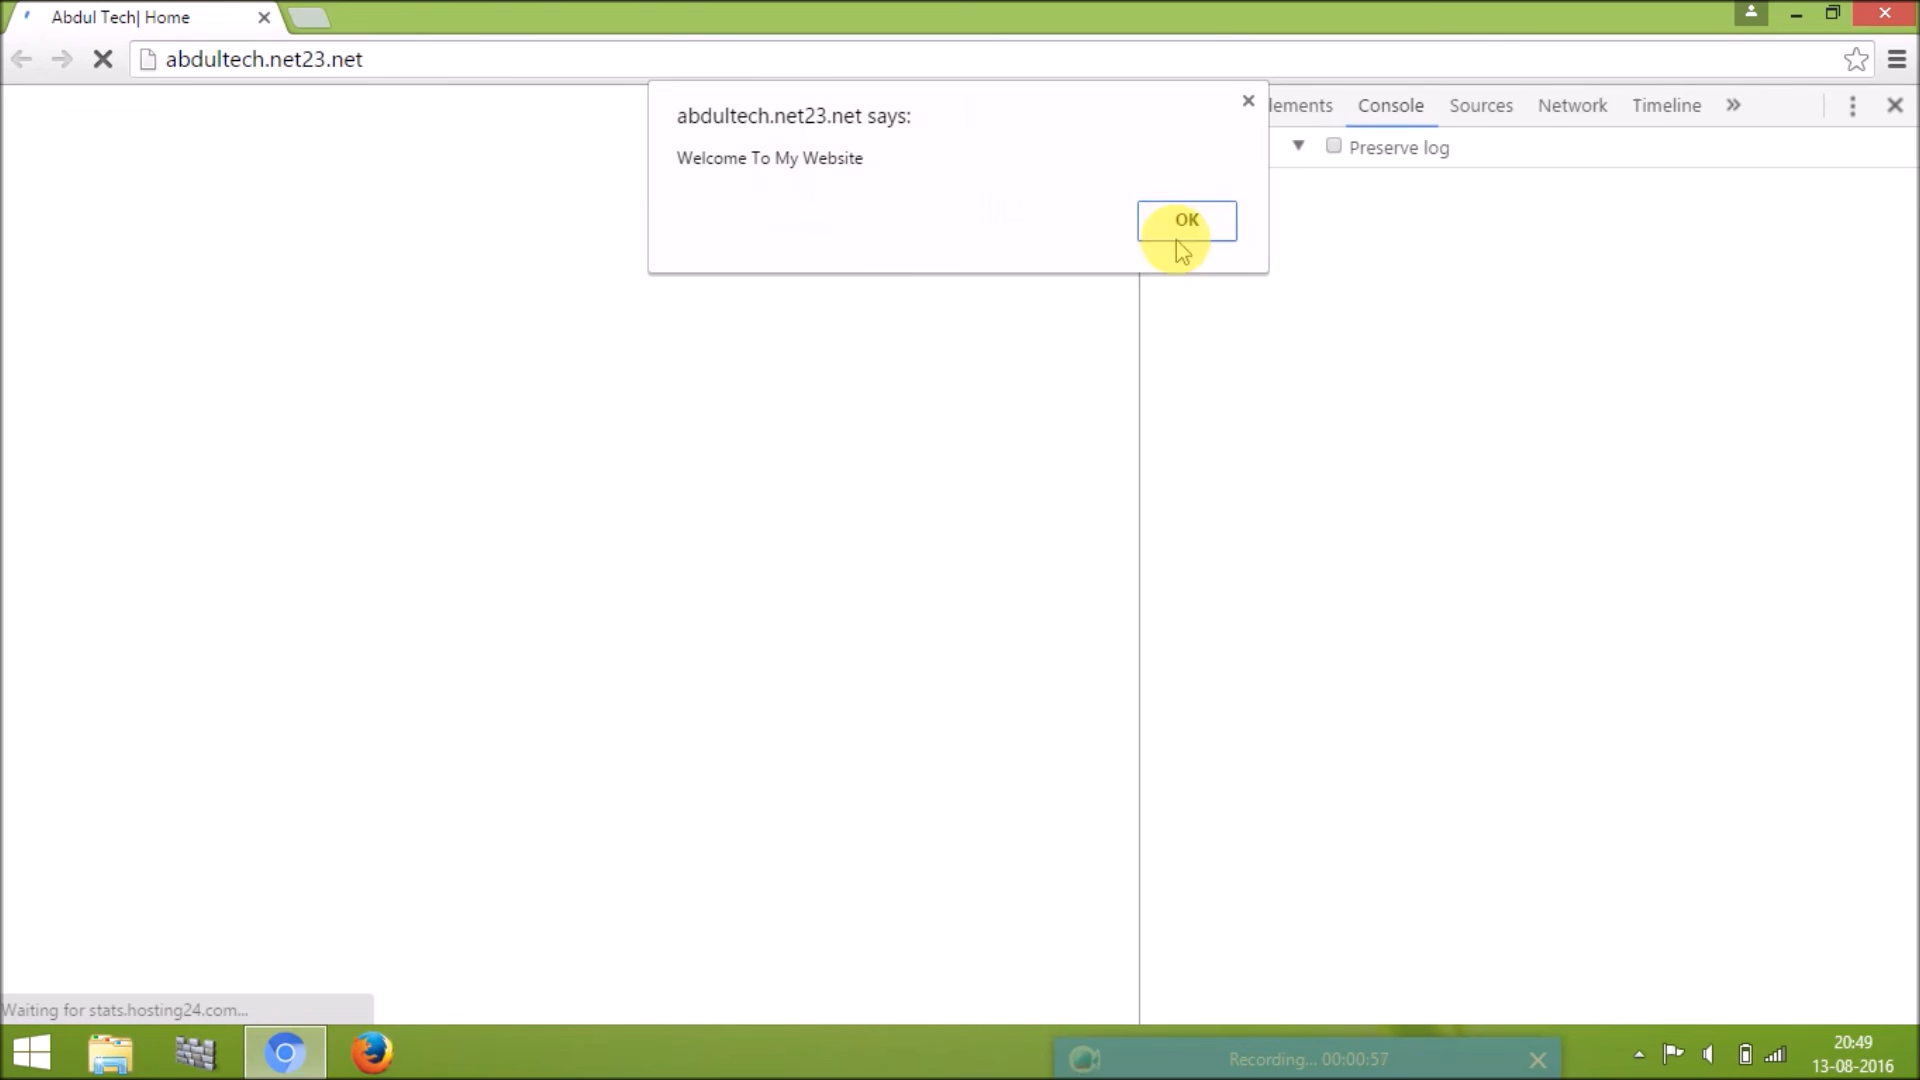 Abdul Tech| Home
abdultech.net23.net
abdultech.net23.net says:
Welcome To My Website
OK
lements Console Sources Network Timeline »
Preserve log
Waiting for stats.hosting24.com...
Recording... 00:00:57
20:49
13-08-2016